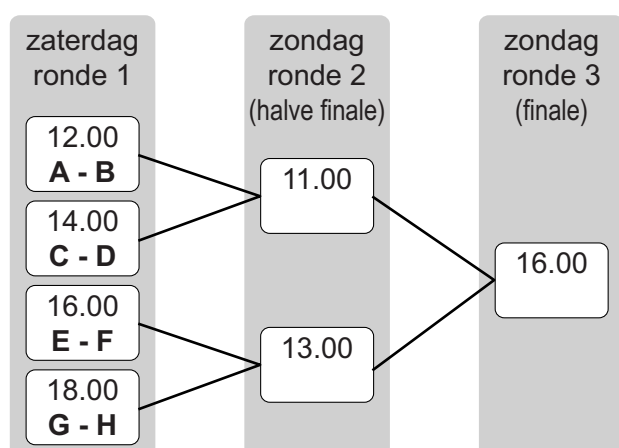 zaterdag
ronde 1
12.00
A - B
14.00
C - D
16.00
E - F
18.00
G - H
zondag
ronde 2
(halve finale)
11.00
13.00
zondag
ronde 3
(finale)
16.00